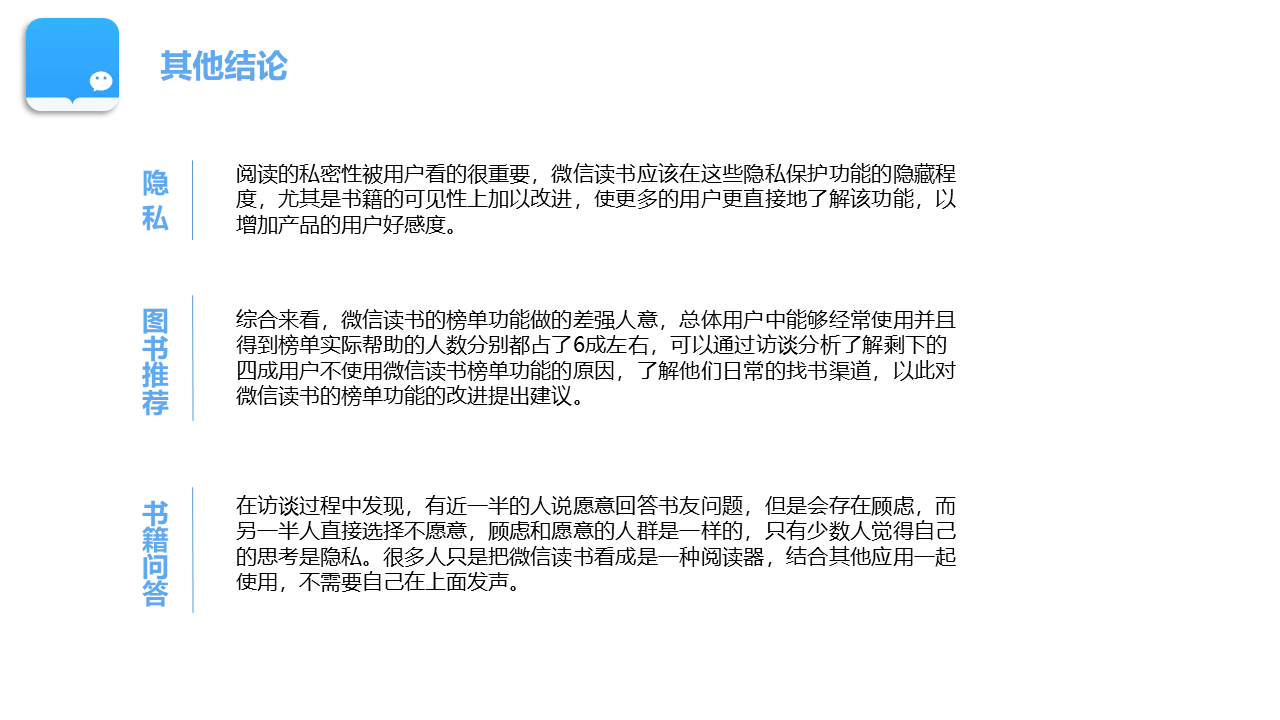 其他结论
隐私
阅读的私密性被用户看的很重要，微信读书应该在这些隐私保护功能的隐藏程
度，尤其是书籍的可见性上加以改进，使更多的用户更直接地了解该功能，以
增加产品的用户好感度。
图书推荐
综合来看，微信读书的榜单功能做的差强人意，总体用户中能够经常使用并且
得到榜单实际帮助的人数分别都占了6成左右，可以通过访谈分析了解剩下的
四成用户不使用微信读书榜单功能的原因，了解他们日常的找书渠道，以此对
微信读书的榜单功能的改进提出建议。
书籍问答
在访谈过程中发现，有近一半的人说愿意回答书友问题，但是会存在顾虑，而
另一半人直接选择不愿意，顾虑和愿意的人群是一样的，只有少数人觉得自己
的思考是隐私。很多人只是把微信读书看成是一种阅读器，结合其他应用一起
使用，不需要自己在上面发声。